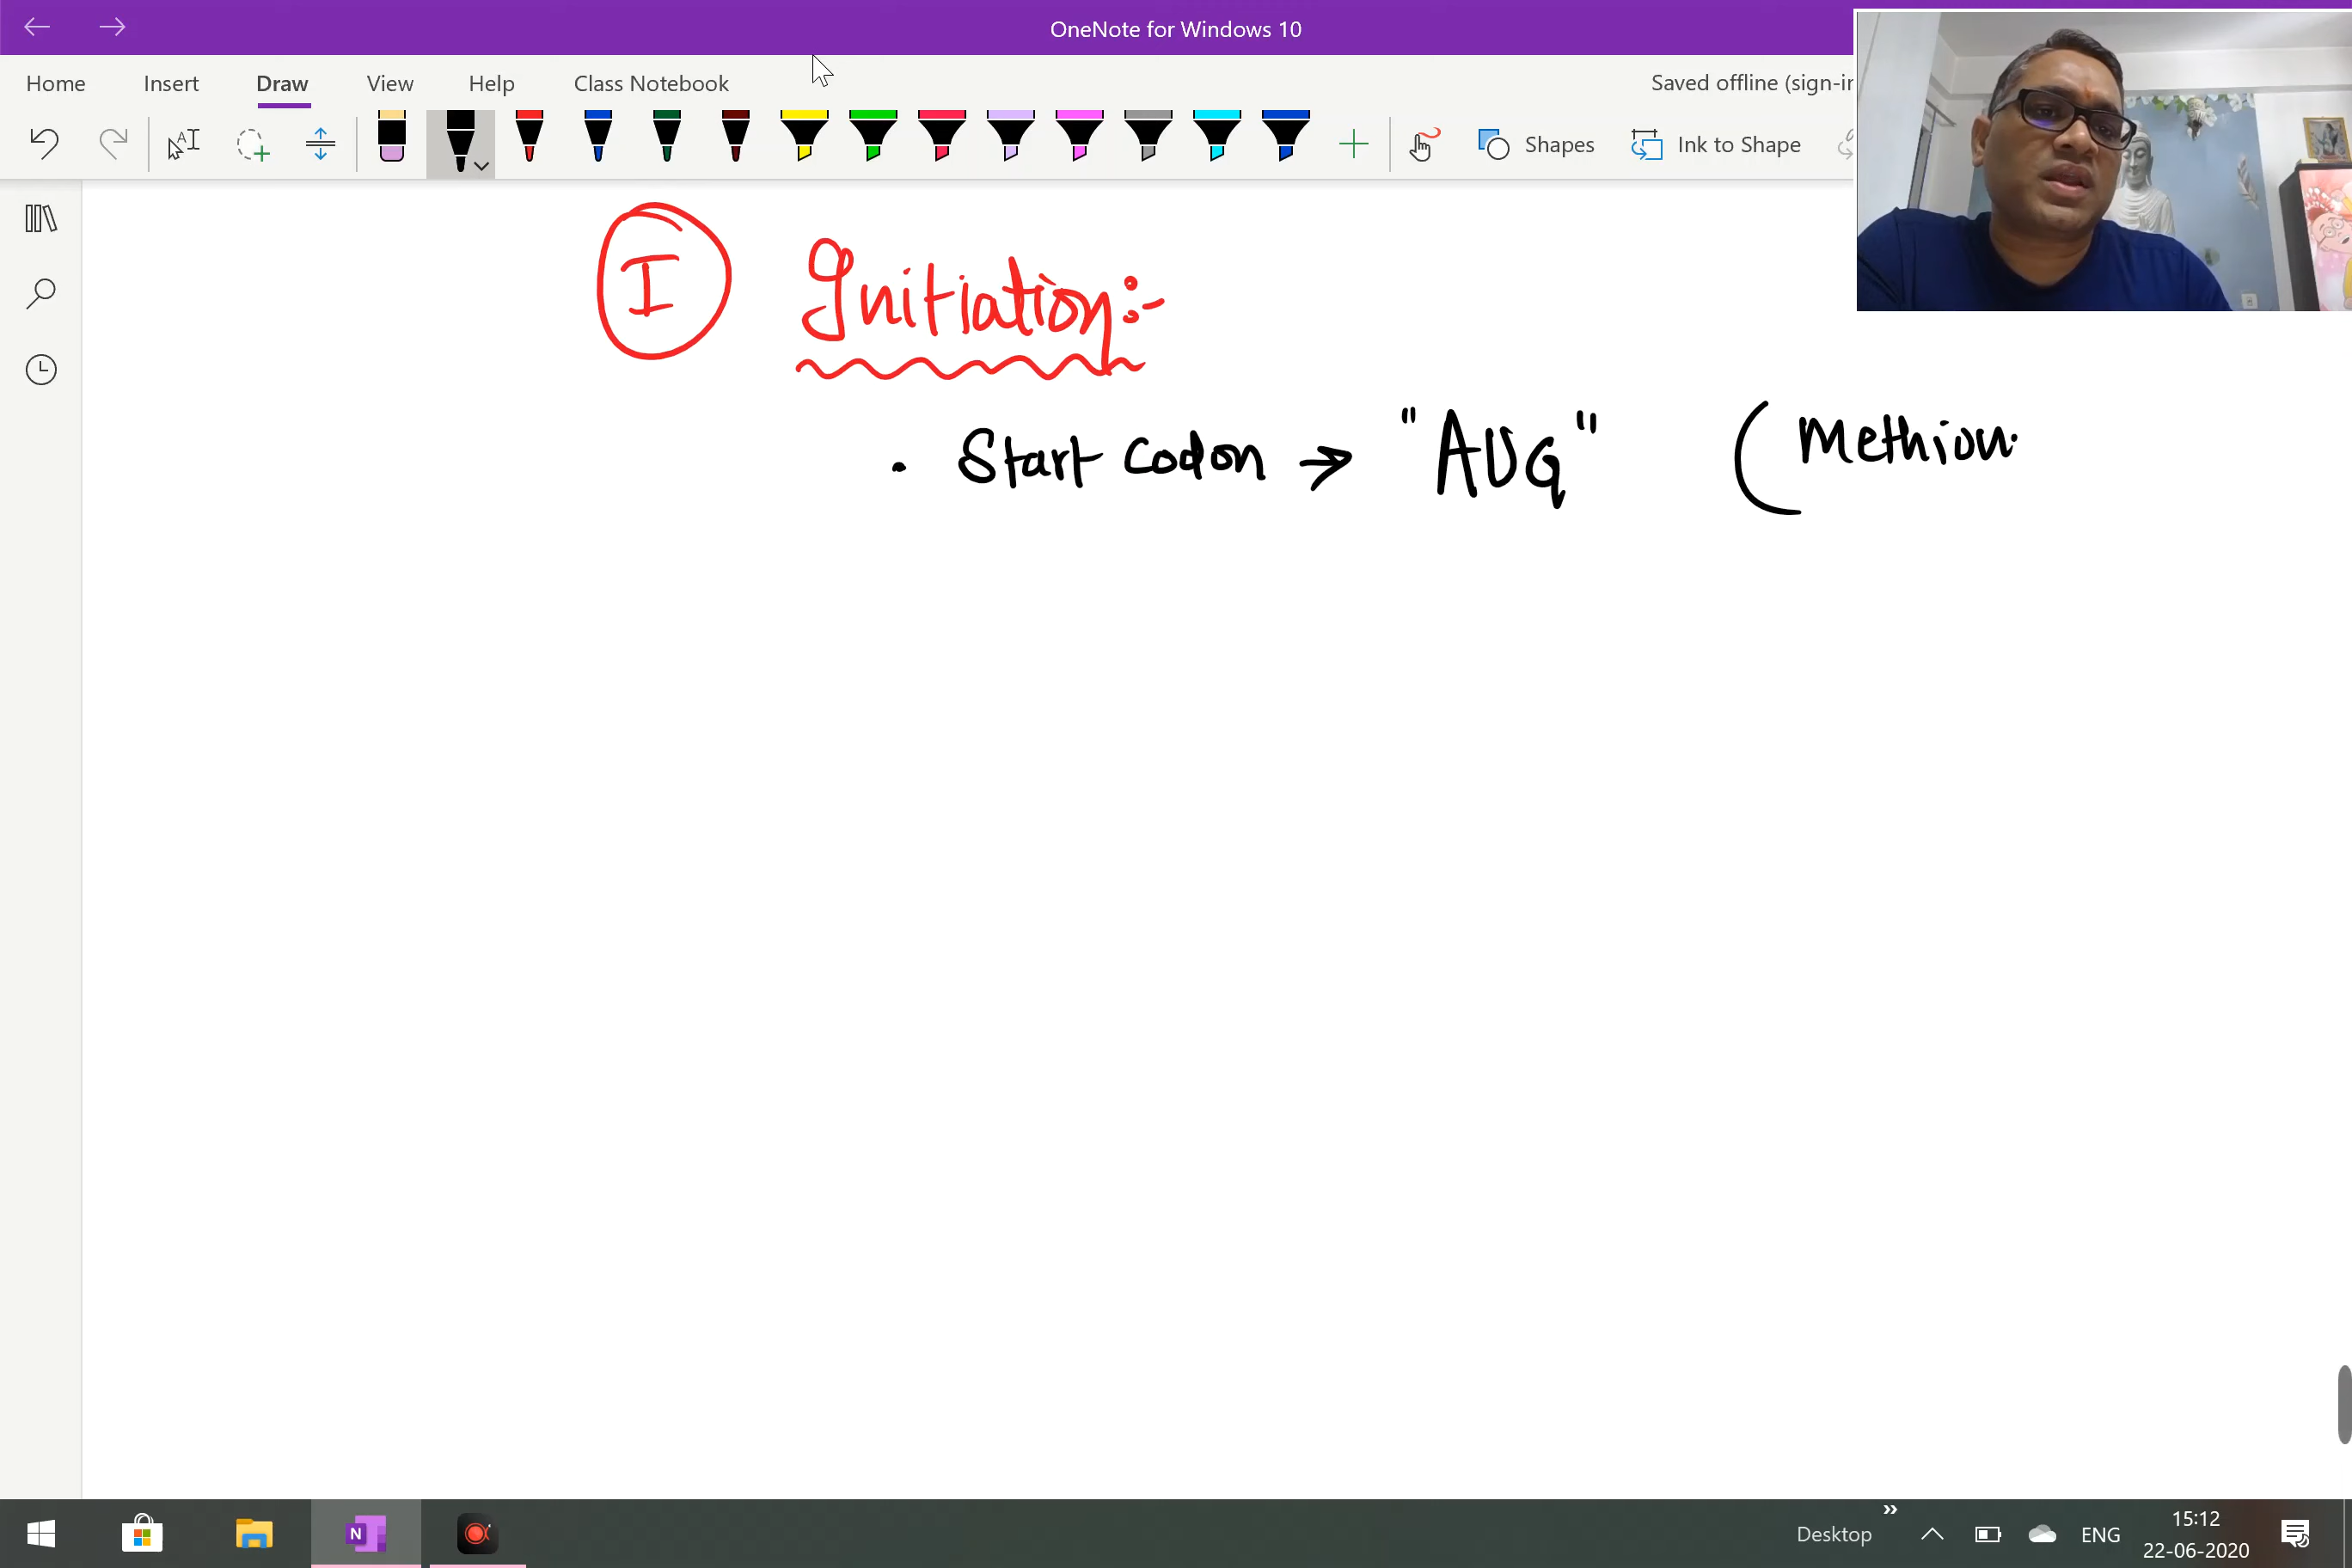 OneNote for Windows 10
Home Insert Draw View Help Class Notebook Saved offline (sign-in
Shapes Ink to Shape
I Initiation:-
. Start Codon → "AUG" (Methion
Desktop » ENG 15:12
22-06-2020